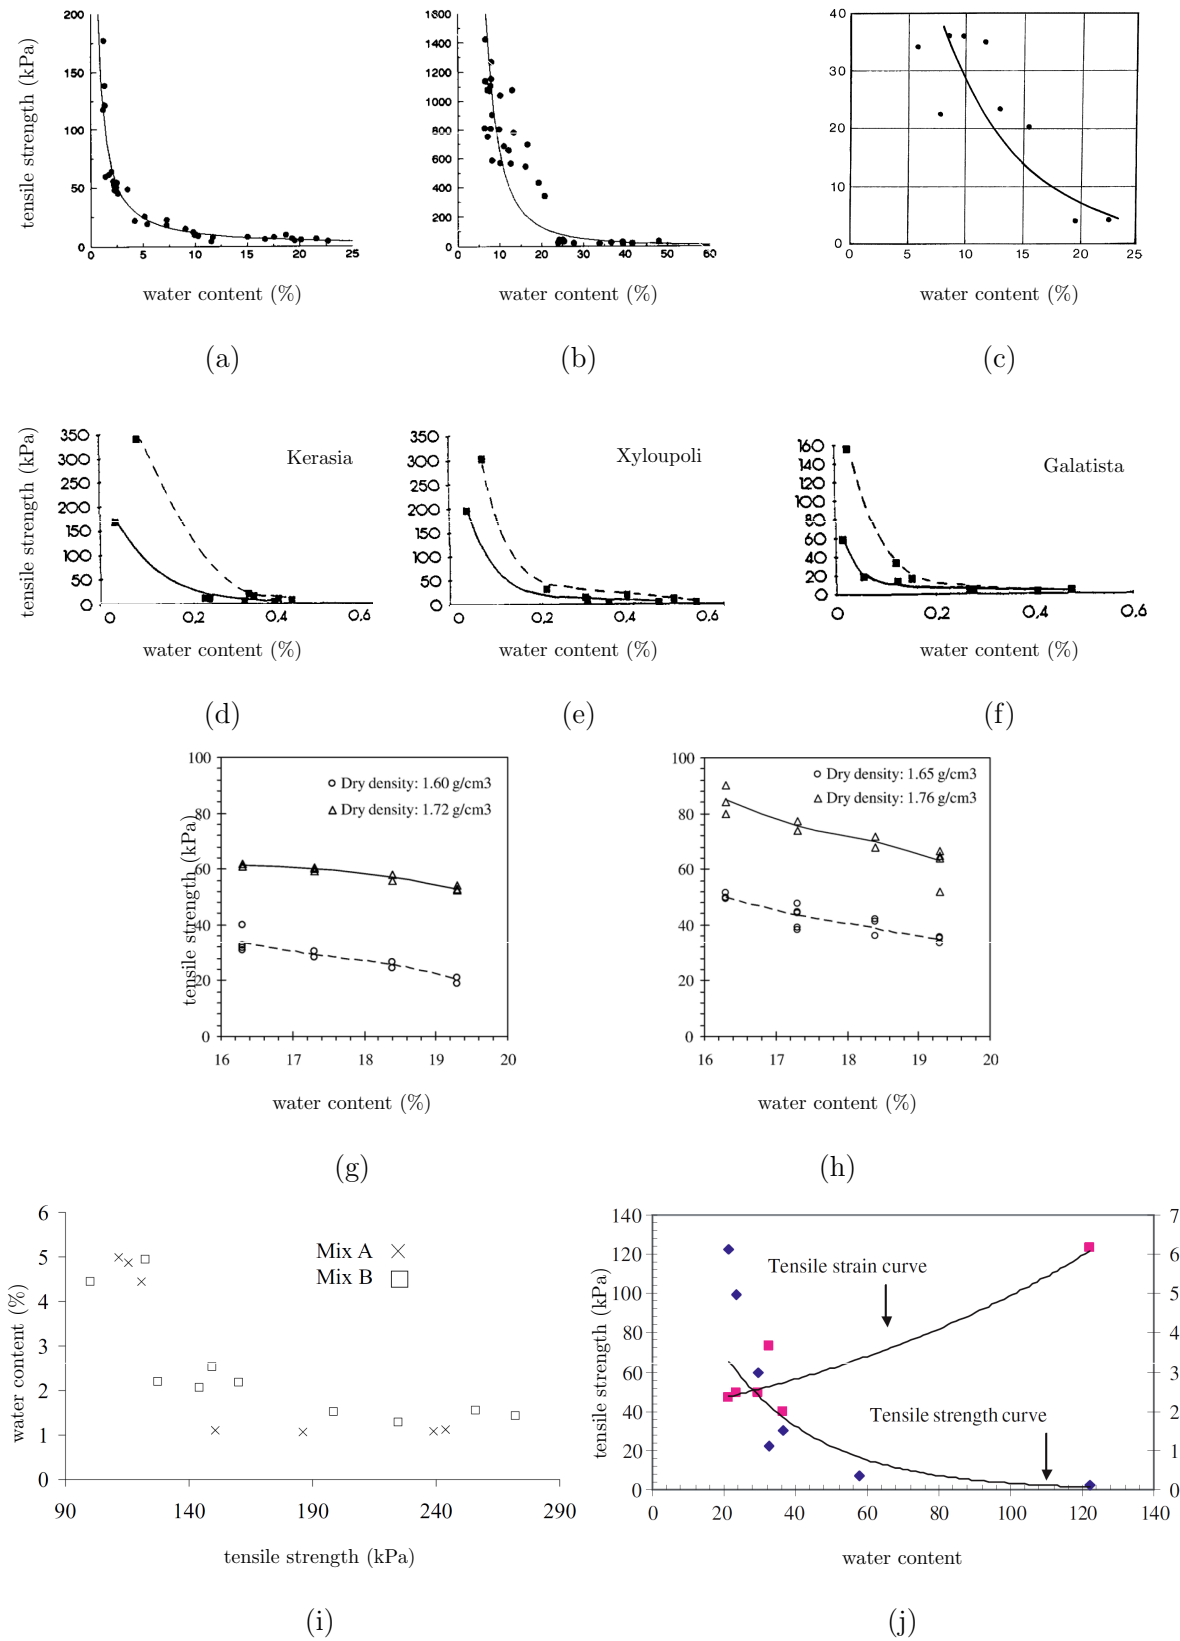 200
150
100
50
0
0 5 10 15 20 25
tensile strength (kPa)
water content (%)
(a)
1600
1400
1200
1000
800
600
400
200
0
0 10 20 30 40 50 60
water content (%)
(b)
40
30
20
10
0
0 5 10 15 20 25
water content (%)
(c)
350
300
250
200
150
100
50
0
0 0,2 0,4 0,6
Kerasia
tensile strength (kPa)
water content (%)
(d)
350
300
250
200
150
100
50
0
0 0,2 0,4 0,6
Xyloupoli
water content (%)
(e)
160
140
120
100
80
60
40
20
0
0 0,2 0,4 0,6
Galatista
water content (%)
(f)
100
80
60
40
20
0
16 17 18 19 20
Dry density: 1.60 g/cm3
Dry density: 1.72 g/cm3
tensile strength (kPa)
water content (%)
(g)
100
80
60
40
20
0
16 17 18 19 20
Dry density: 1.65 g/cm3
Dry density: 1.76 g/cm3
water content (%)
(h)
6
5
4
3
2
1
0
90 140 190 240 290
Mix A
Mix B
water content (%)
tensile strength (kPa)
(i)
140
120
100
80
60
40
20
0
7
6
5
4
3
2
1
0
0 20 40 60 80 100 120 140
Tensile strain curve
Tensile strength curve
tensile strength (kPa)
water content
(j)